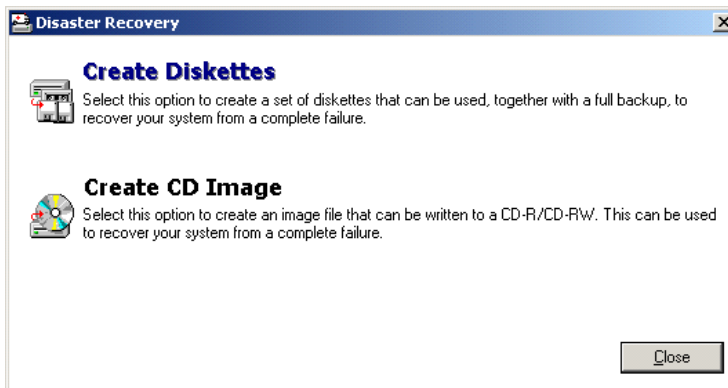 Disaster Recovery
Create Diskettes
Select this option to create a set of diskettes that can be used, together with a full backup, to
recover your system from a complete failure.
Create CD Image
Select this option to create an image file that can be written to a CD-R/CD-RW. This can be used
to recover your system from a complete failure.
Close